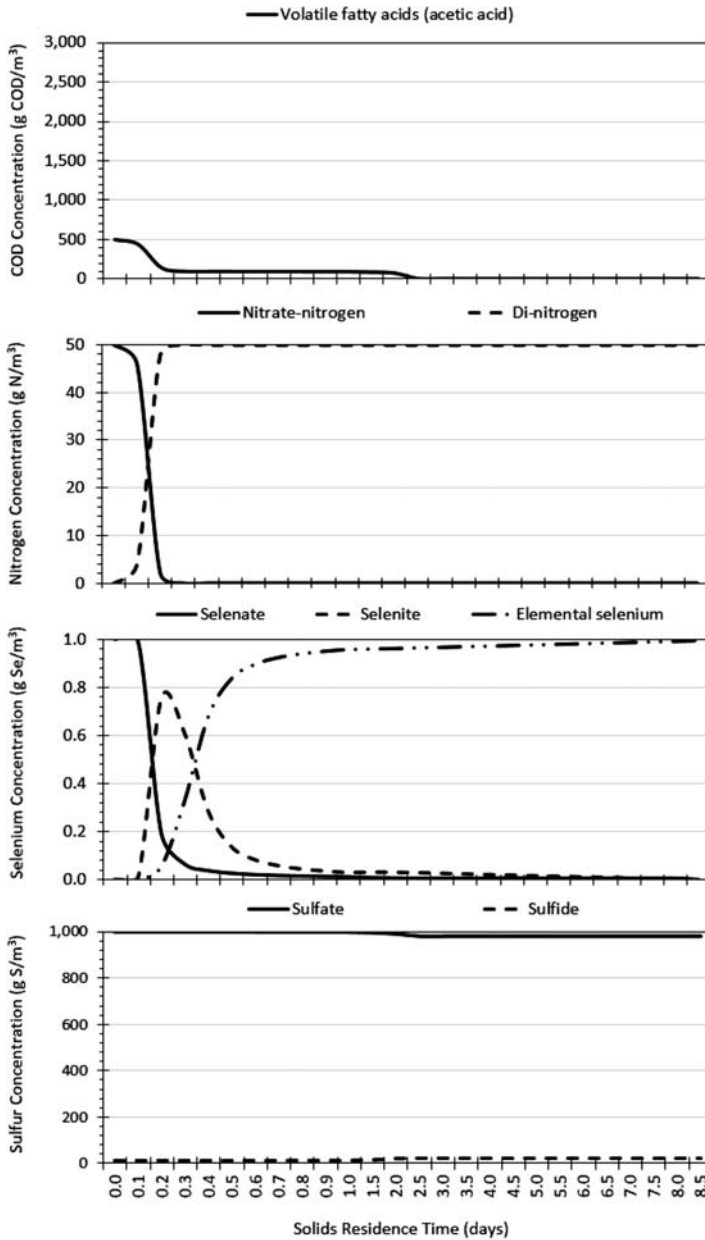 Volatile fatty acids (acetic acid)
3,000
2,500
2,000
1,500
1,000
500
0
COD Concentration (g COD/m³)
Nitrate-nitrogen Di-nitrogen
50
40
30
20
10
0
Nitrogen Concentration (g N/m³)
Selenate Selenite Elemental selenium
1.0
0.8
0.6
0.4
0.2
0.0
Selenium Concentration (g Se/m³)
Sulfate Sulfide
1,000
800
600
400
200
0
Sulfur Concentration (g S/m³)
0.0 0.1 0.2 0.3 0.4 0.5 0.6 0.8 0.9 1.0 1.5 2.0 2.5 4.0 4.5 5.0 5.5 6.0 6.5 7.0 7.5 8.0 8.5
Solids Residence Time (days)